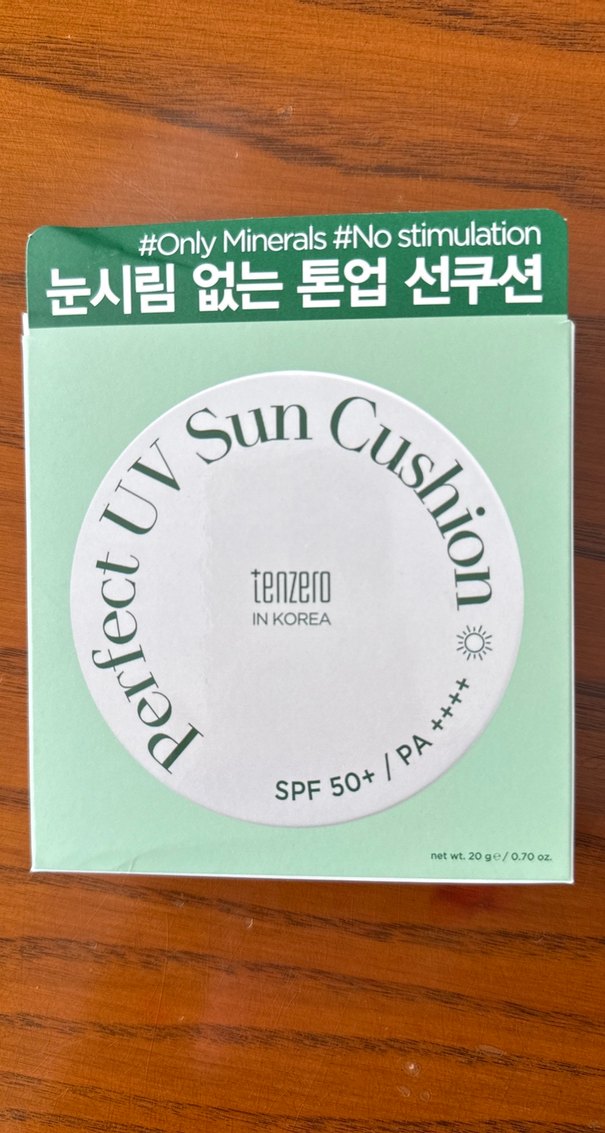 #Only Minerals #No stimulation
눈시림 없는 톤업 선쿠션
Perfect UV Sun Cushion
tenzero
IN KOREA
SPF 50+ / PA ++++
net wt. 20 g ℮ / 0.70 oz.